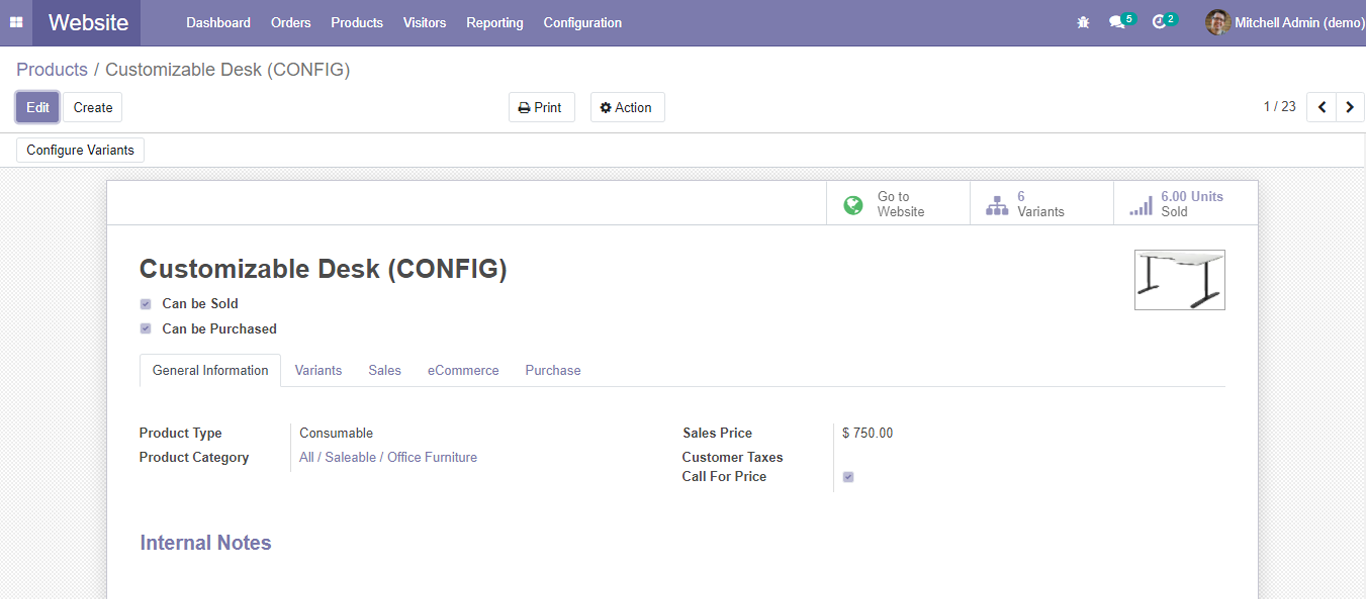 Website Dashboard Orders Products Visitors Reporting Configuration 5 2 Mitchell Admin (demo)
Products / Customizable Desk (CONFIG)
Edit Create Print Action 1 / 23
Configure Variants
Go to Website
6 Variants
6.00 Units Sold
Customizable Desk (CONFIG)
Can be Sold
Can be Purchased
General Information Variants Sales eCommerce Purchase
Product Type Consumable Sales Price $ 750.00
Product Category All / Saleable / Office Furniture Customer Taxes
Call For Price
Internal Notes